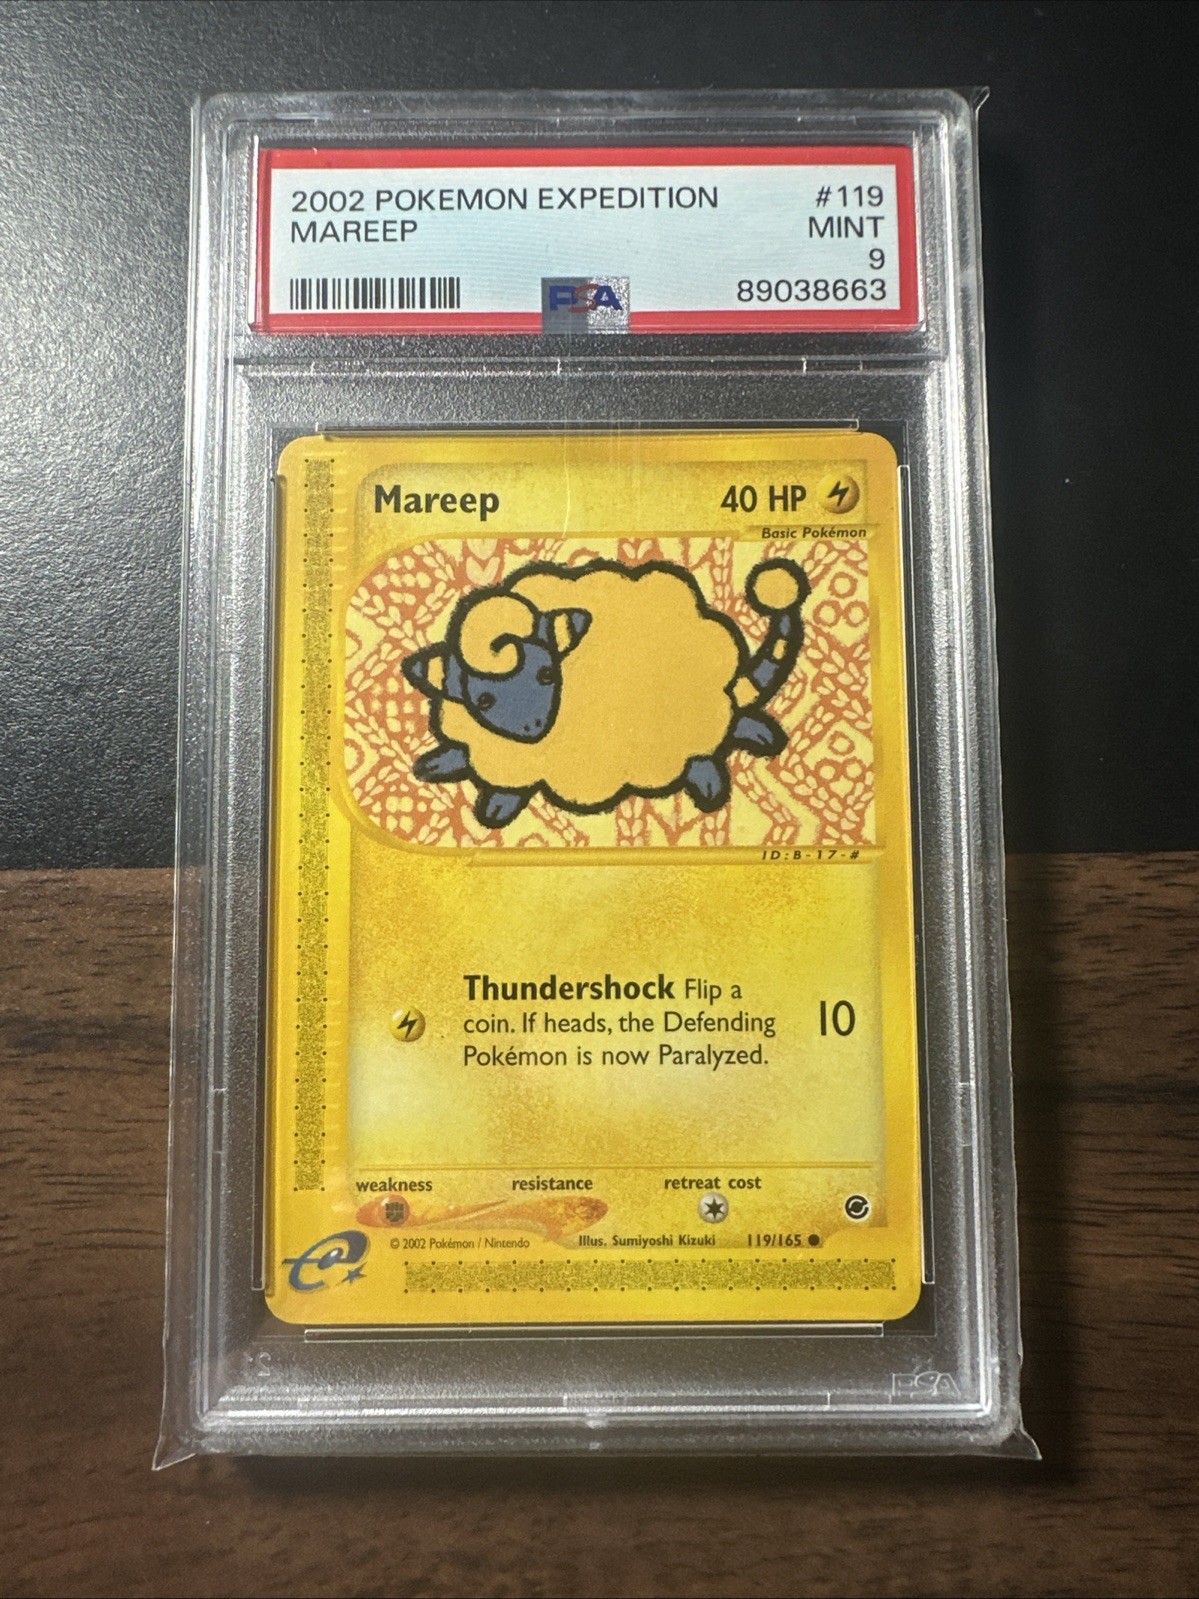 2002 POKEMON EXPEDITION #119
MAREEP MINT
9
PSA 89038663
Mareep 40 HP
Basic Pokémon
ID:B-17-#
Thundershock Flip a
coin. If heads, the Defending
Pokémon is now Paralyzed.
10
weakness resistance retreat cost
© 2002 Pokémon / Nintendo Illus. Sumiyoshi Kizuki 119/165
e
PSA